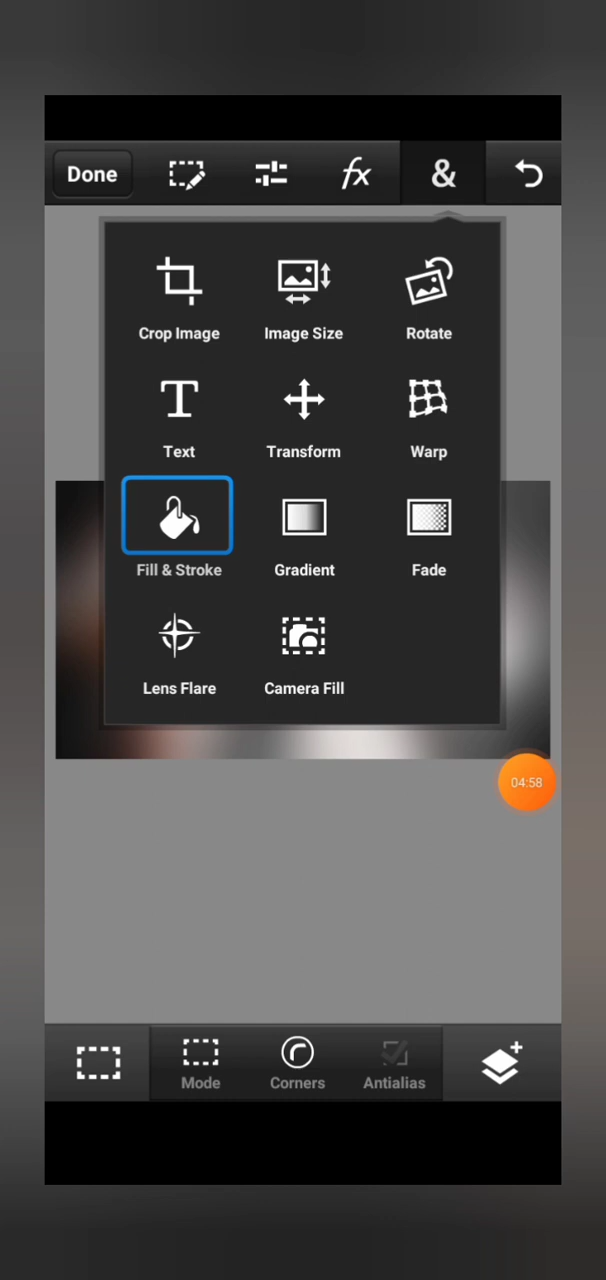 Done fx &
Crop Image Image Size Rotate
T
Text Transform Warp
Fill & Stroke Gradient Fade
Lens Flare Camera Fill
04:58
Mode Corners Antialias